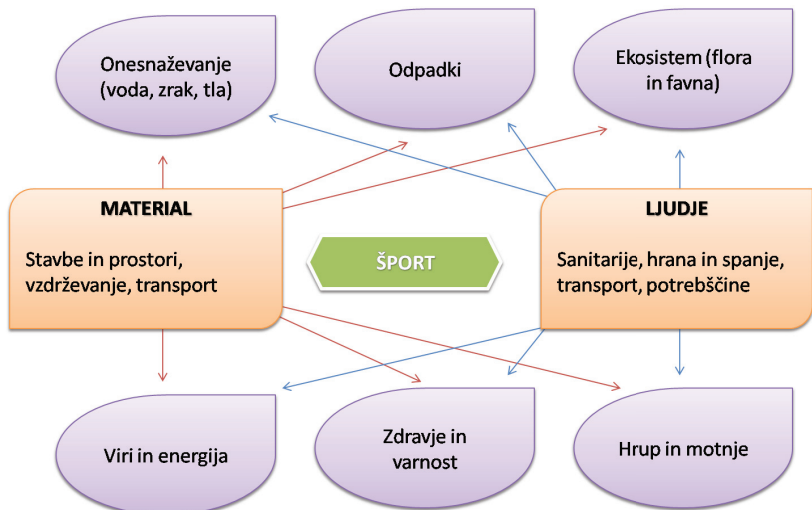 Onesnaževanje
(voda, zrak, tla)
Odpadki
Ekosistem (flora
in favna)
MATERIAL
Stavbe in prostori,
vzdrževanje, transport
ŠPORT
LJUDJE
Sanitarije, hrana in spanje,
transport, potrebščine
Viri in energija
Zdravje in
varnost
Hrup in motnje